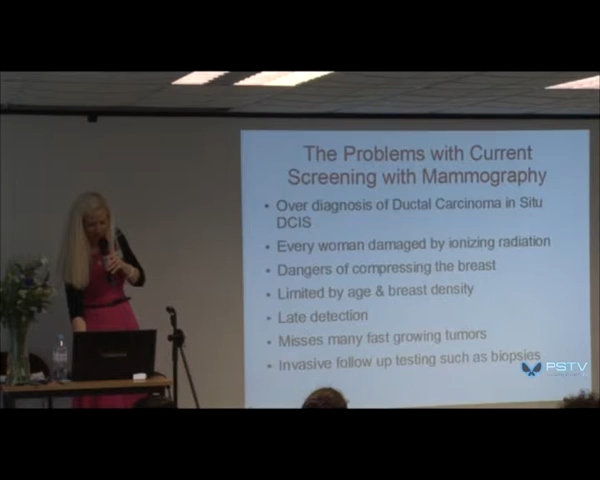 The Problems with Current
Screening with Mammography
• Over diagnosis of Ductal Carcinoma in Situ
DCIS
• Every woman damaged by ionizing radiation
• Dangers of compressing the breast
• Limited by age & breast density
• Late detection
• Misses many fast growing tumors
• Invasive follow up testing such as biopsies
PSTV